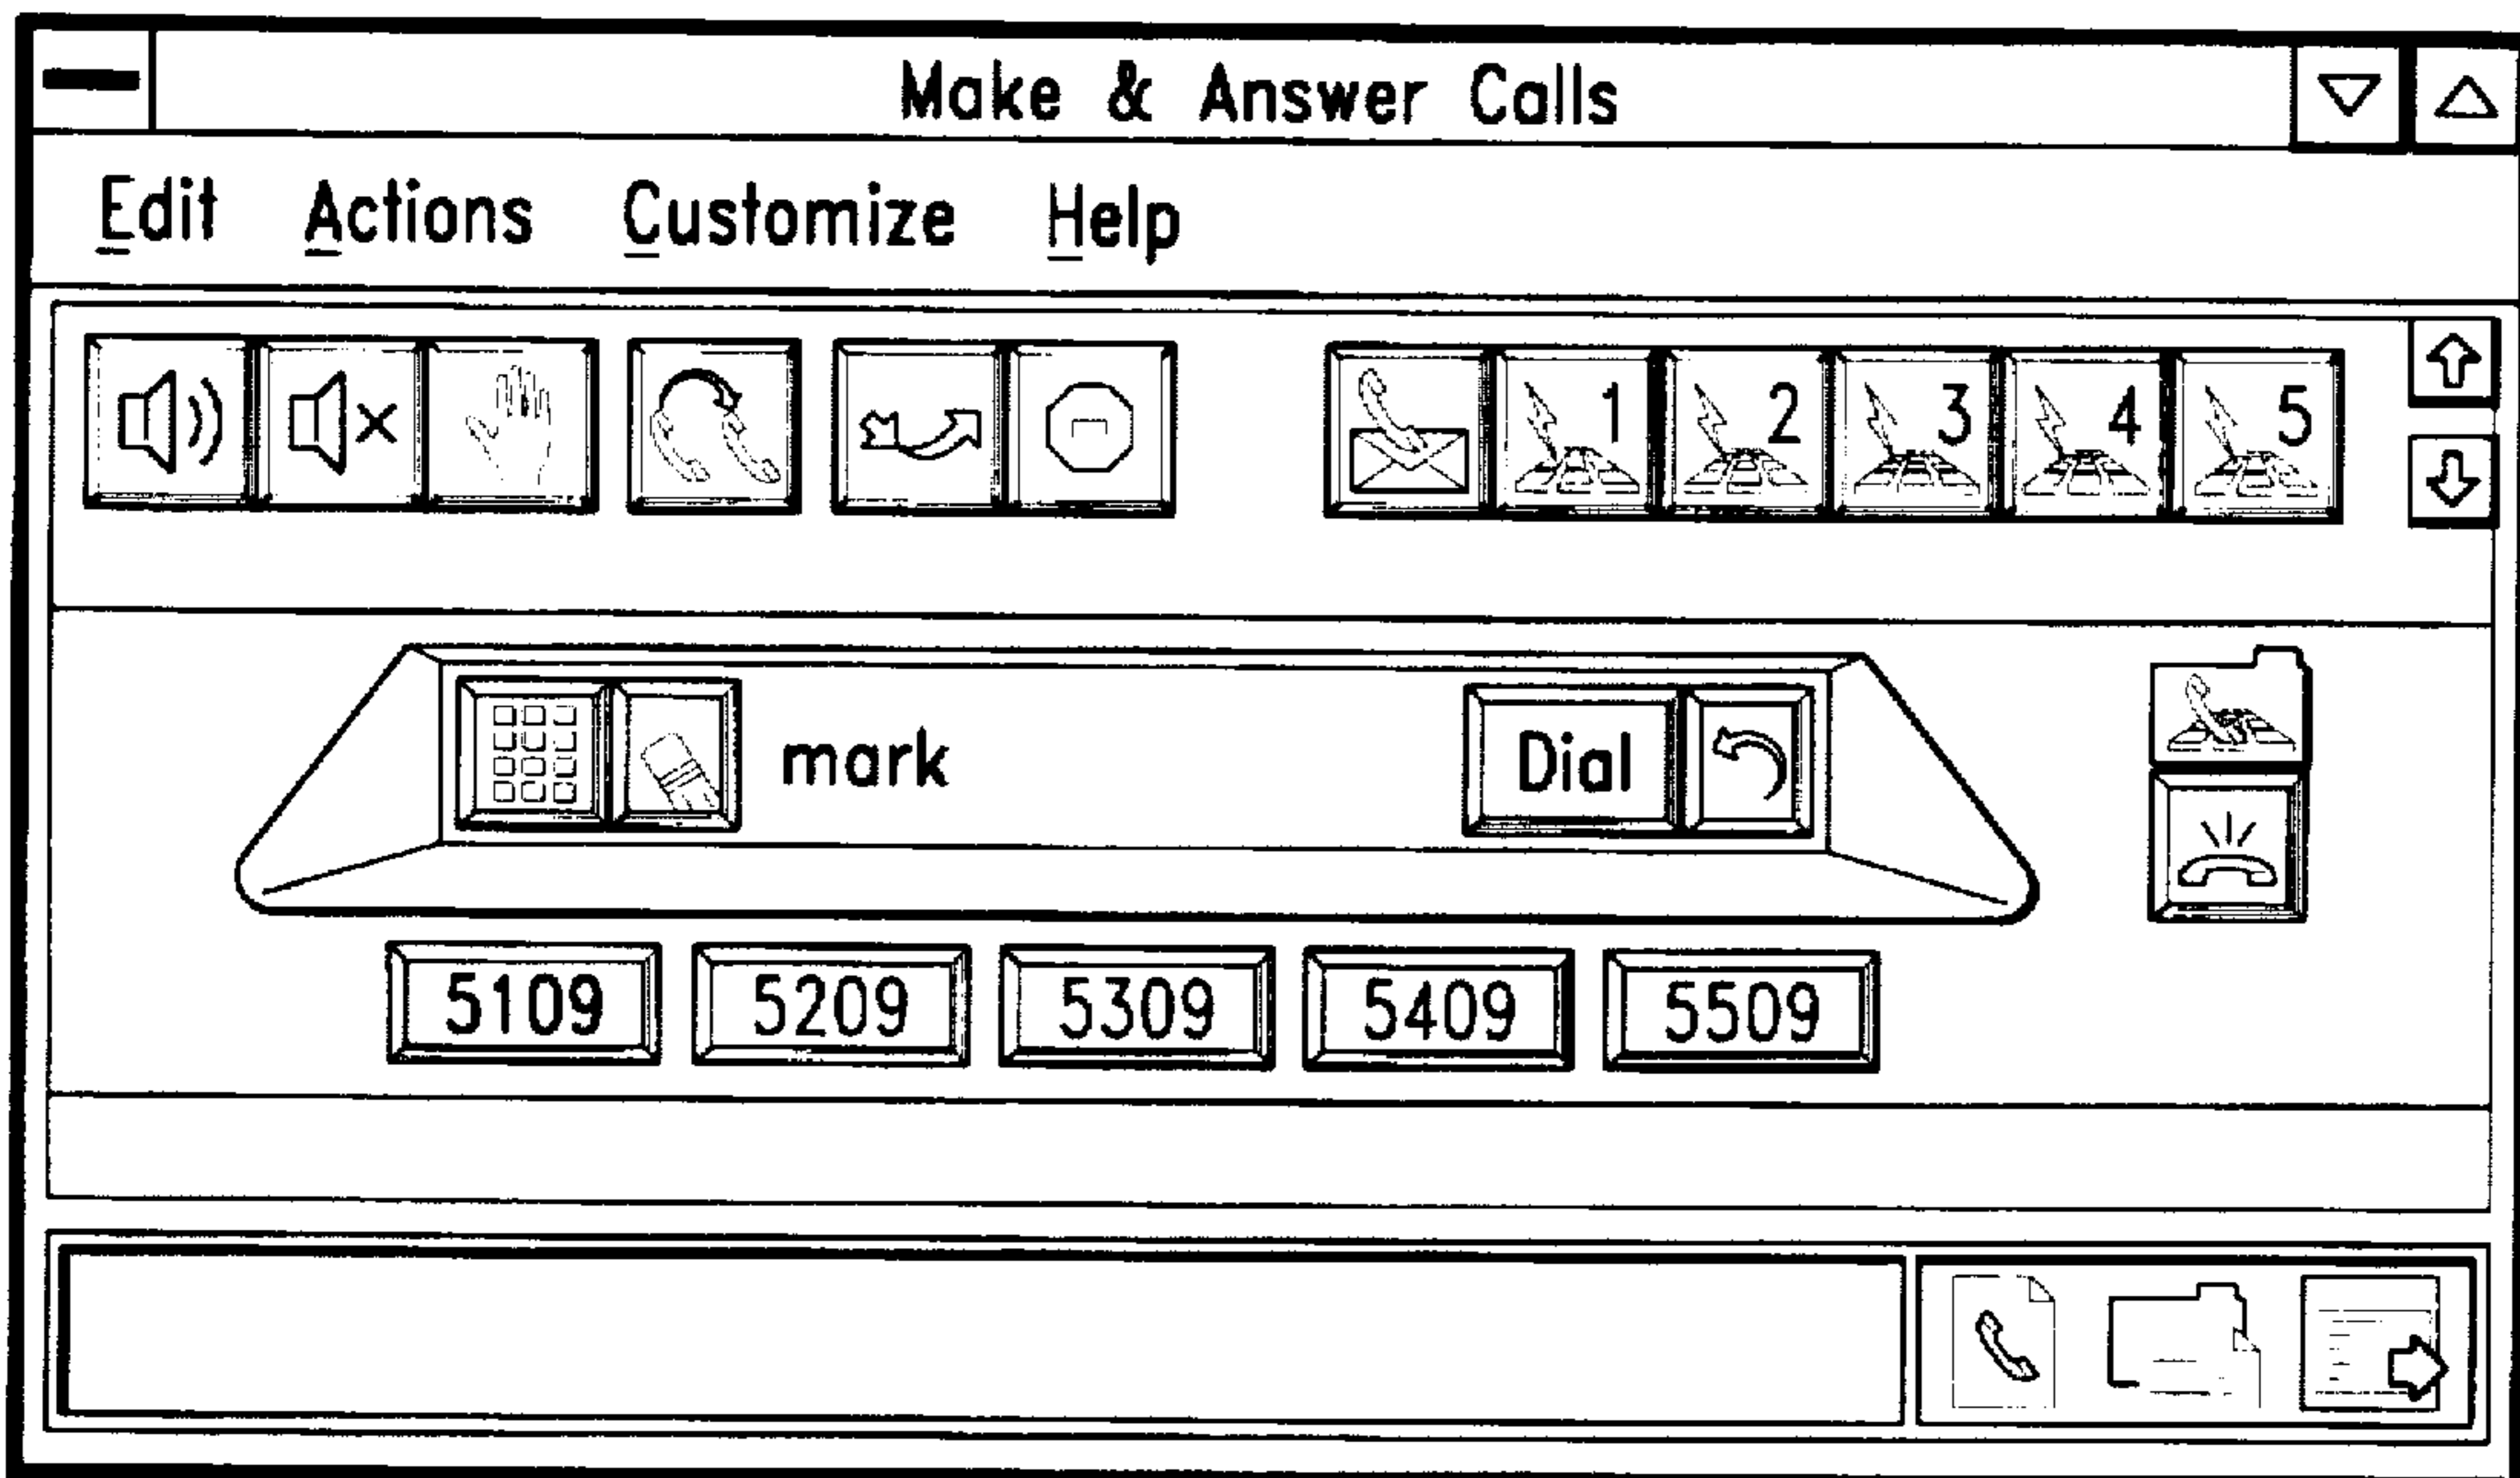 Make & Answer Calls
Edit Actions Customize Help
1 2 3 4 5
mark Dial
5109 5209 5309 5409 5509